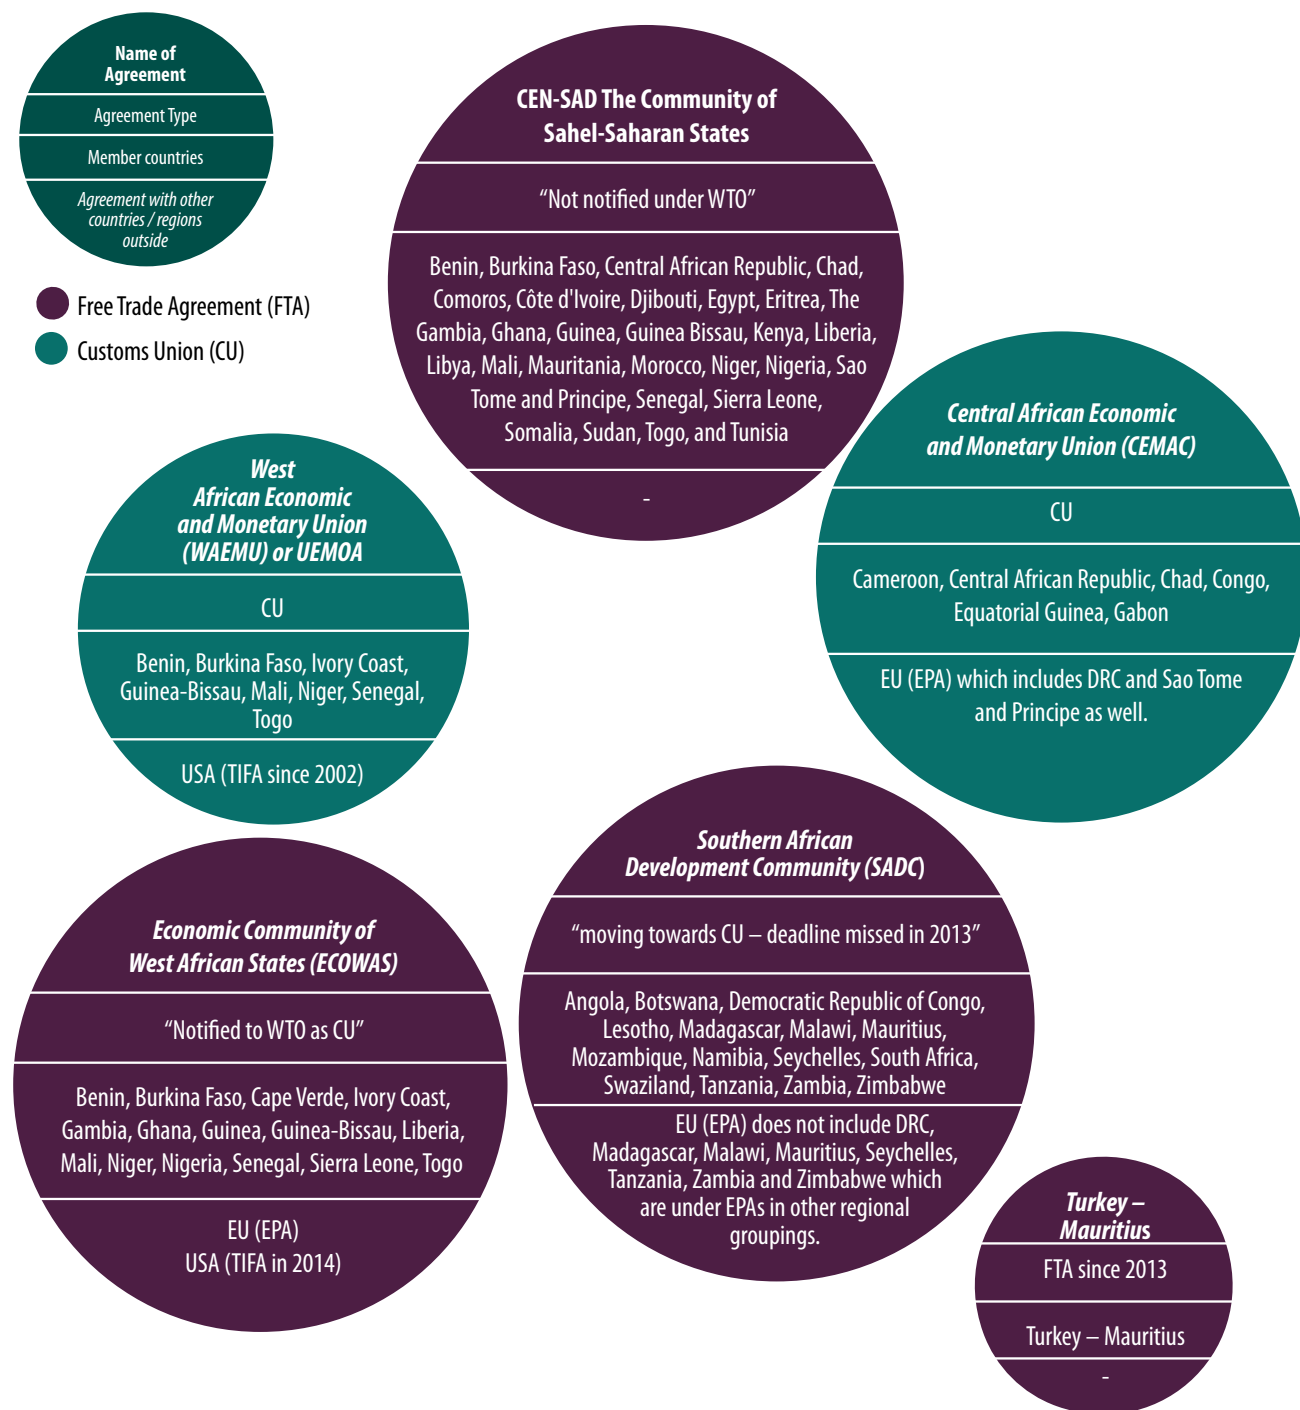 Name of
Agreement
Agreement Type
Member countries
Agreement with other
countries / regions
outside
Free Trade Agreement (FTA)
Customs Union (CU)
CEN-SAD The Community of
Sahel-Saharan States
“Not notified under WTO”
Benin, Burkina Faso, Central African Republic, Chad,
Comoros, Côte d'Ivoire, Djibouti, Egypt, Eritrea, The
Gambia, Ghana, Guinea, Guinea Bissau, Kenya, Liberia,
Libya, Mali, Mauritania, Morocco, Niger, Nigeria, Sao
Tome and Principe, Senegal, Sierra Leone,
Somalia, Sudan, Togo, and Tunisia
-
Central African Economic
and Monetary Union (CEMAC)
CU
Cameroon, Central African Republic, Chad, Congo,
Equatorial Guinea, Gabon
EU (EPA) which includes DRC and Sao Tome
and Principe as well.
West
African Economic
and Monetary Union
(WAEMU) or UEMOA
CU
Benin, Burkina Faso, Ivory Coast,
Guinea-Bissau, Mali, Niger, Senegal,
Togo
USA (TIFA since 2002)
Southern African
Development Community (SADC)
“moving towards CU – deadline missed in 2013”
Angola, Botswana, Democratic Republic of Congo,
Lesotho, Madagascar, Malawi, Mauritius,
Mozambique, Namibia, Seychelles, South Africa,
Swaziland, Tanzania, Zambia, Zimbabwe
EU (EPA) does not include DRC,
Madagascar, Malawi, Mauritius, Seychelles,
Tanzania, Zambia and Zimbabwe which
are under EPAs in other regional
groupings.
Economic Community of
West African States (ECOWAS)
“Notified to WTO as CU”
Benin, Burkina Faso, Cape Verde, Ivory Coast,
Gambia, Ghana, Guinea, Guinea-Bissau, Liberia,
Mali, Niger, Nigeria, Senegal, Sierra Leone, Togo
EU (EPA)
USA (TIFA in 2014)
Turkey –
Mauritius
FTA since 2013
Turkey – Mauritius
-